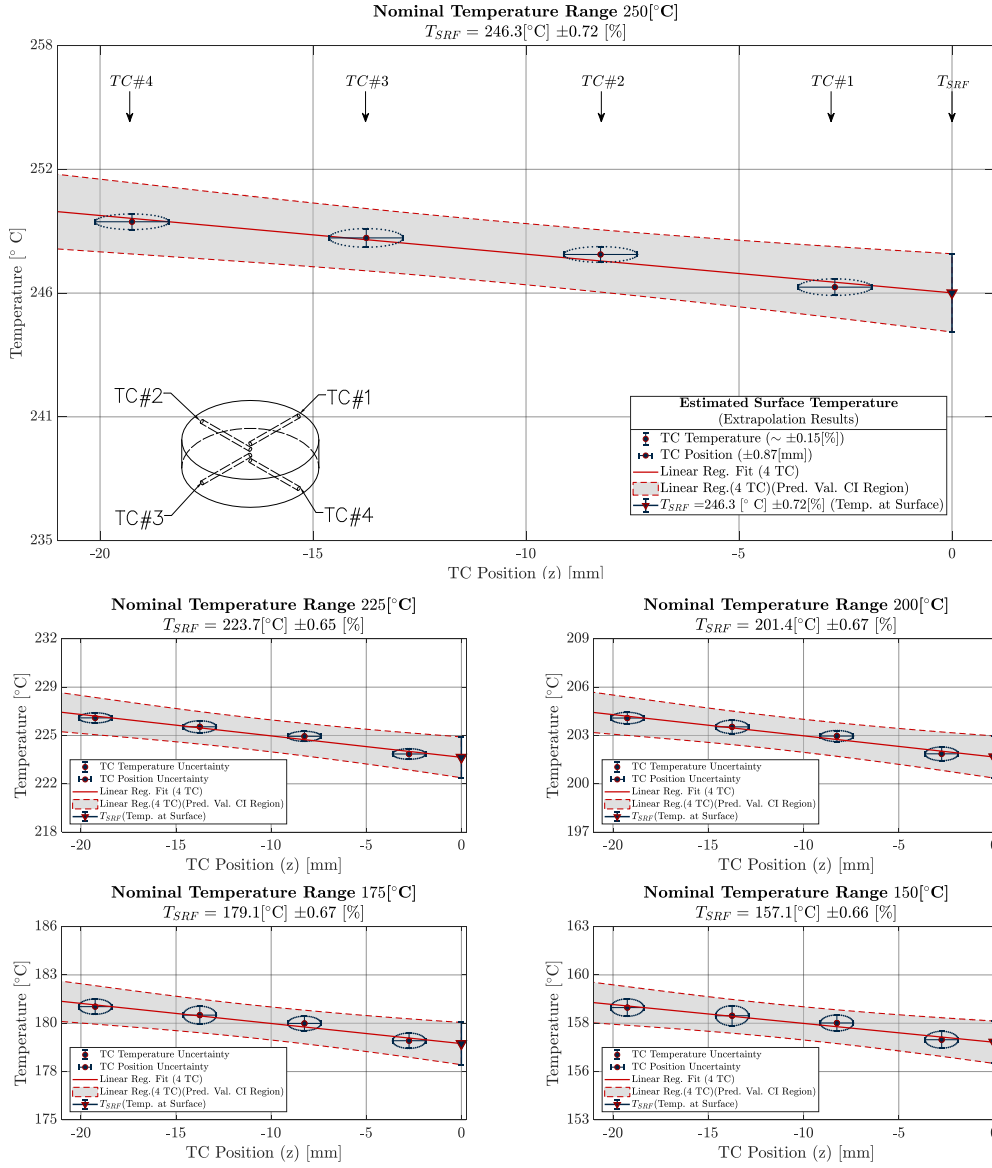 Nominal Temperature Range 250[°C]
T_SRF = 246.3[°C] ±0.72 [%]
258
252
246
241
235
Temperature [° C]
TC#4
TC#3
TC#2
TC#1
T_SRF
TC#2
TC#1
TC#3
TC#4
Estimated Surface Temperature
(Extrapolation Results)
TC Temperature (∼ ±0.15[%])
TC Position (±0.87[mm])
Linear Reg. Fit (4 TC)
Linear Reg.(4 TC)(Pred. Val. CI Region)
T_SRF =246.3 [° C] ±0.72[%] (Temp. at Surface)
-20 -15 -10 -5 0
TC Position (z) [mm]
Nominal Temperature Range 225[°C]
T_SRF = 223.7[°C] ±0.65 [%]
232
229
225
222
218
Temperature [°C]
TC Temperature Uncertainty
TC Position Uncertainty
Linear Reg. Fit (4 TC)
Linear Reg.(4 TC)(Pred. Val. CI Region)
T_SRF(Temp. at Surface)
-20 -15 -10 -5 0
TC Position (z) [mm]
Nominal Temperature Range 200[°C]
T_SRF = 201.4[°C] ±0.67 [%]
209
206
203
200
197
Temperature [°C]
TC Temperature Uncertainty
TC Position Uncertainty
Linear Reg. Fit (4 TC)
Linear Reg.(4 TC)(Pred. Val. CI Region)
T_SRF(Temp. at Surface)
-20 -15 -10 -5 0
TC Position (z) [mm]
Nominal Temperature Range 175[°C]
T_SRF = 179.1[°C] ±0.67 [%]
186
183
180
178
175
Temperature [°C]
TC Temperature Uncertainty
TC Position Uncertainty
Linear Reg. Fit (4 TC)
Linear Reg.(4 TC)(Pred. Val. CI Region)
T_SRF(Temp. at Surface)
-20 -15 -10 -5 0
TC Position (z) [mm]
Nominal Temperature Range 150[°C]
T_SRF = 157.1[°C] ±0.66 [%]
163
160
158
156
153
Temperature [°C]
TC Temperature Uncertainty
TC Position Uncertainty
Linear Reg. Fit (4 TC)
Linear Reg.(4 TC)(Pred. Val. CI Region)
T_SRF(Temp. at Surface)
-20 -15 -10 -5 0
TC Position (z) [mm]